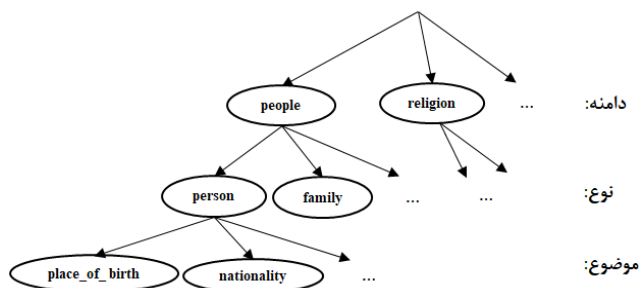 people religion ... دامنه:
person family ... ... نوع:
place_of_birth nationality ... موضوع: